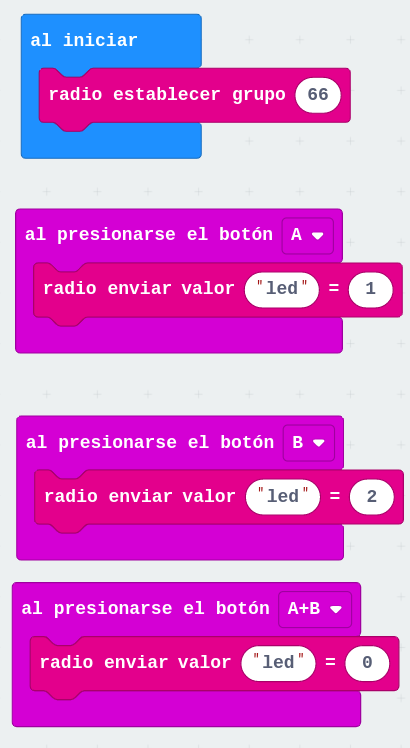 al iniciar
radio establecer grupo 66
al presionarse el botón A
radio enviar valor "led" = 1
al presionarse el botón B
radio enviar valor "led" = 2
al presionarse el botón A+B
radio enviar valor "led" = 0